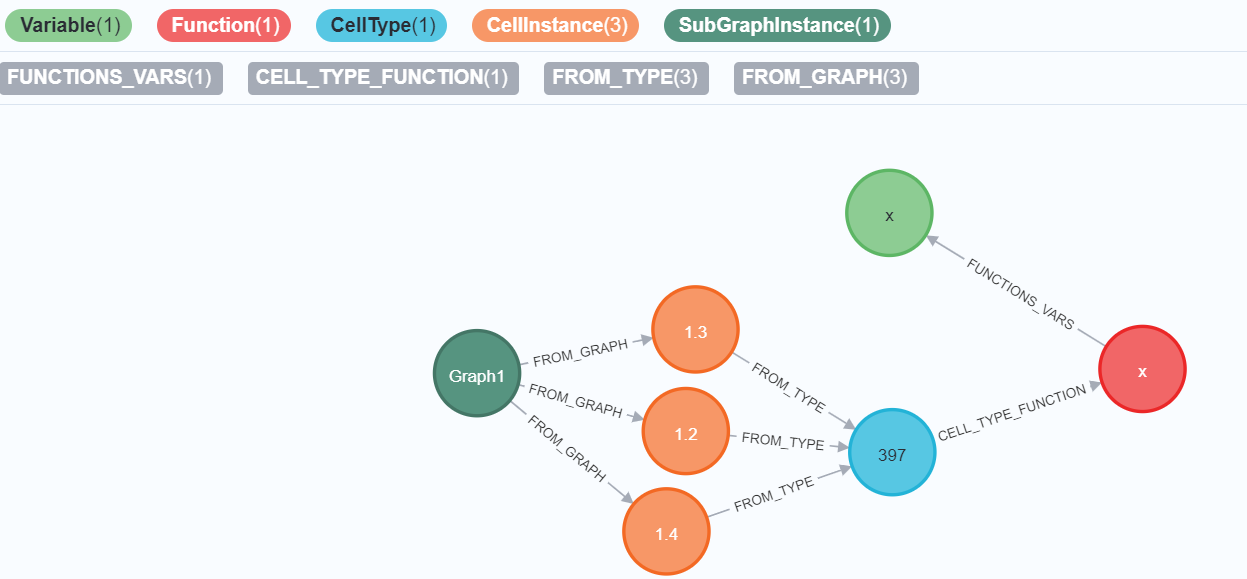 Variable(1) Function(1) CellType(1) CellInstance(3) SubGraphInstance(1)
FUNCTIONS_VARS(1) CELL_TYPE_FUNCTION(1) FROM_TYPE(3) FROM_GRAPH(3)
x
FUNCTIONS_VARS
1.3
FROM_GRAPH
x
Graph1
FROM_TYPE
FROM_GRAPH
CELL_TYPE_FUNCTION
1.2
FROM_TYPE
397
FROM_GRAPH
FROM_TYPE
1.4